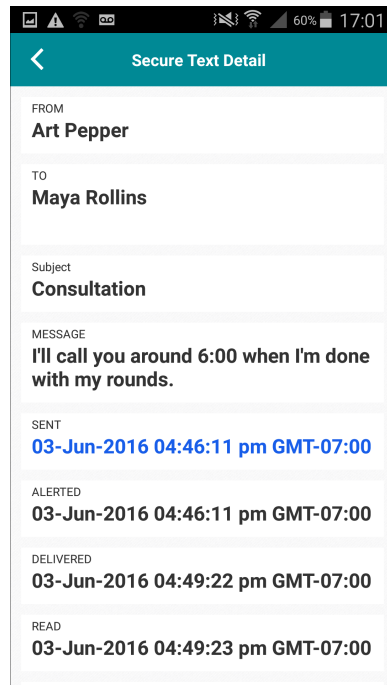 60% 17:01
Secure Text Detail
FROM
Art Pepper
TO
Maya Rollins
Subject
Consultation
MESSAGE
I'll call you around 6:00 when I'm done
with my rounds.
SENT
03-Jun-2016 04:46:11 pm GMT-07:00
ALERTED
03-Jun-2016 04:46:11 pm GMT-07:00
DELIVERED
03-Jun-2016 04:49:22 pm GMT-07:00
READ
03-Jun-2016 04:49:23 pm GMT-07:00